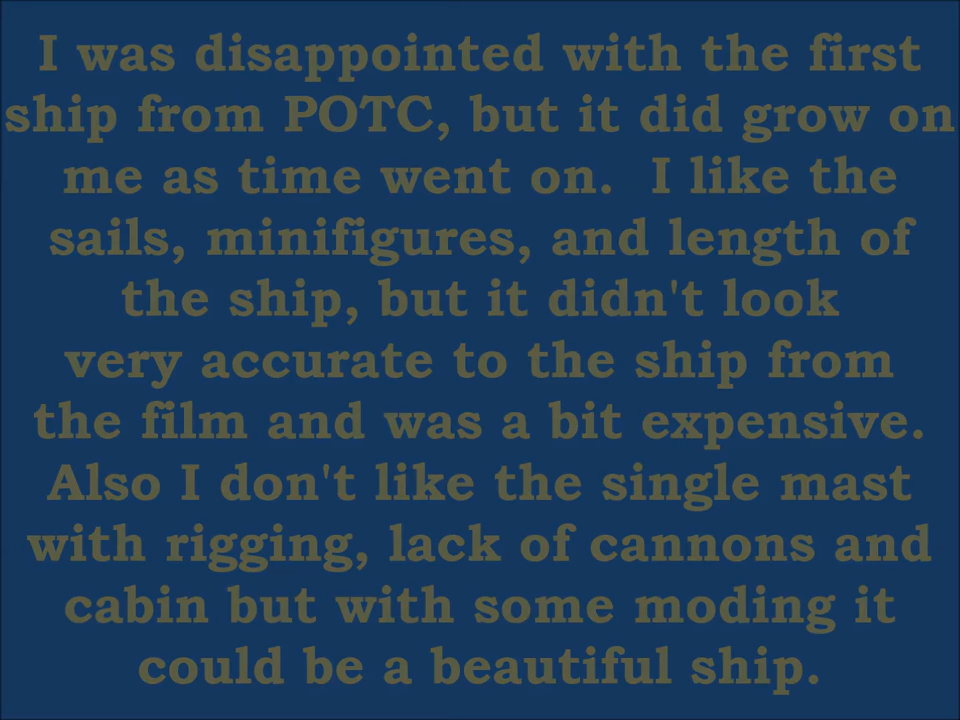 I was disappointed with the first
ship from POTC, but it did grow on
me as time went on.  I like the
sails, minifigures, and length of
the ship, but it didn't look
very accurate to the ship from
the film and was a bit expensive.
Also I don't like the single mast
with rigging, lack of cannons and
cabin but with some moding it
could be a beautiful ship.